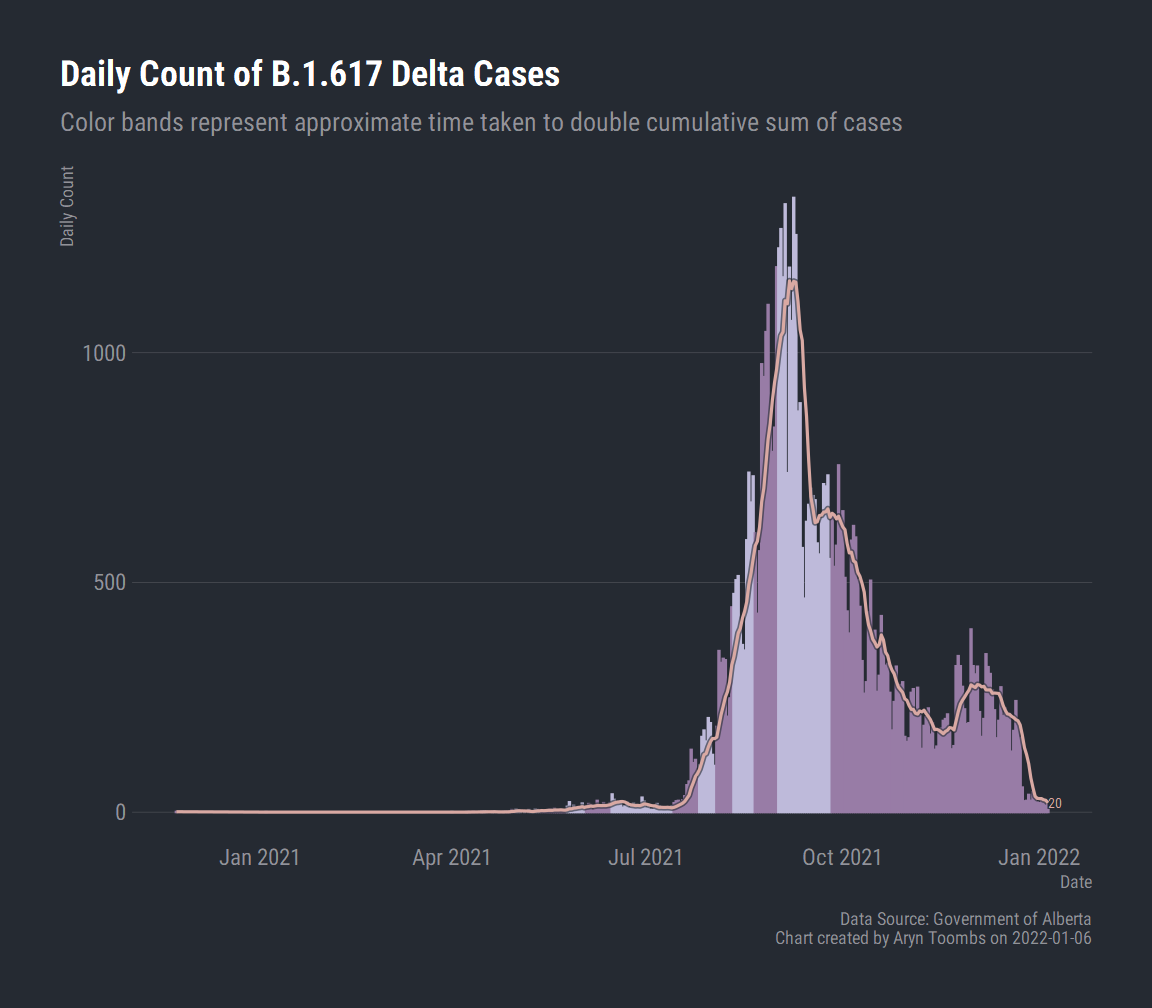 Daily Count of B.1.617 Delta Cases
Color bands represent approximate time taken to double cumulative sum of cases
Daily Count
1000
500
0
20
Jan 2021 Apr 2021 Jul 2021 Oct 2021 Jan 2022
Date
Data Source: Government of Alberta
Chart created by Aryn Toombs on 2022-01-06